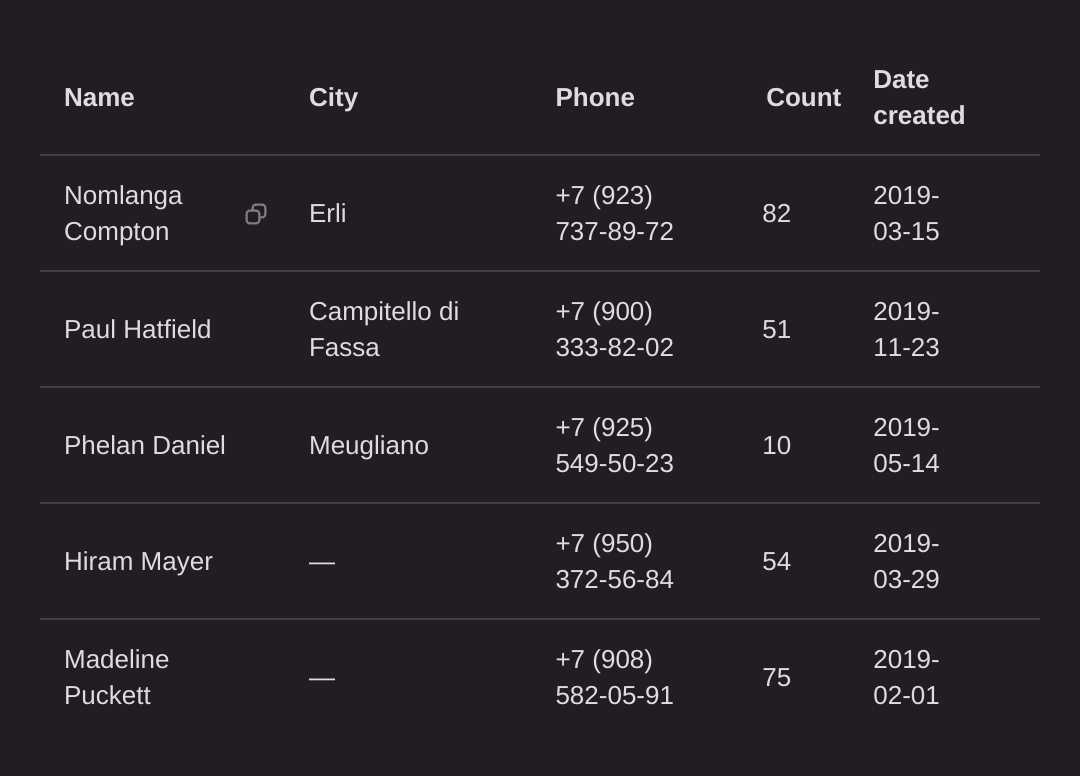 Name City Phone Count Date created
Nomlanga Compton Erli +7 (923) 737-89-72 82 2019-03-15
Paul Hatfield Campitello di Fassa +7 (900) 333-82-02 51 2019-11-23
Phelan Daniel Meugliano +7 (925) 549-50-23 10 2019-05-14
Hiram Mayer — +7 (950) 372-56-84 54 2019-03-29
Madeline Puckett — +7 (908) 582-05-91 75 2019-02-01